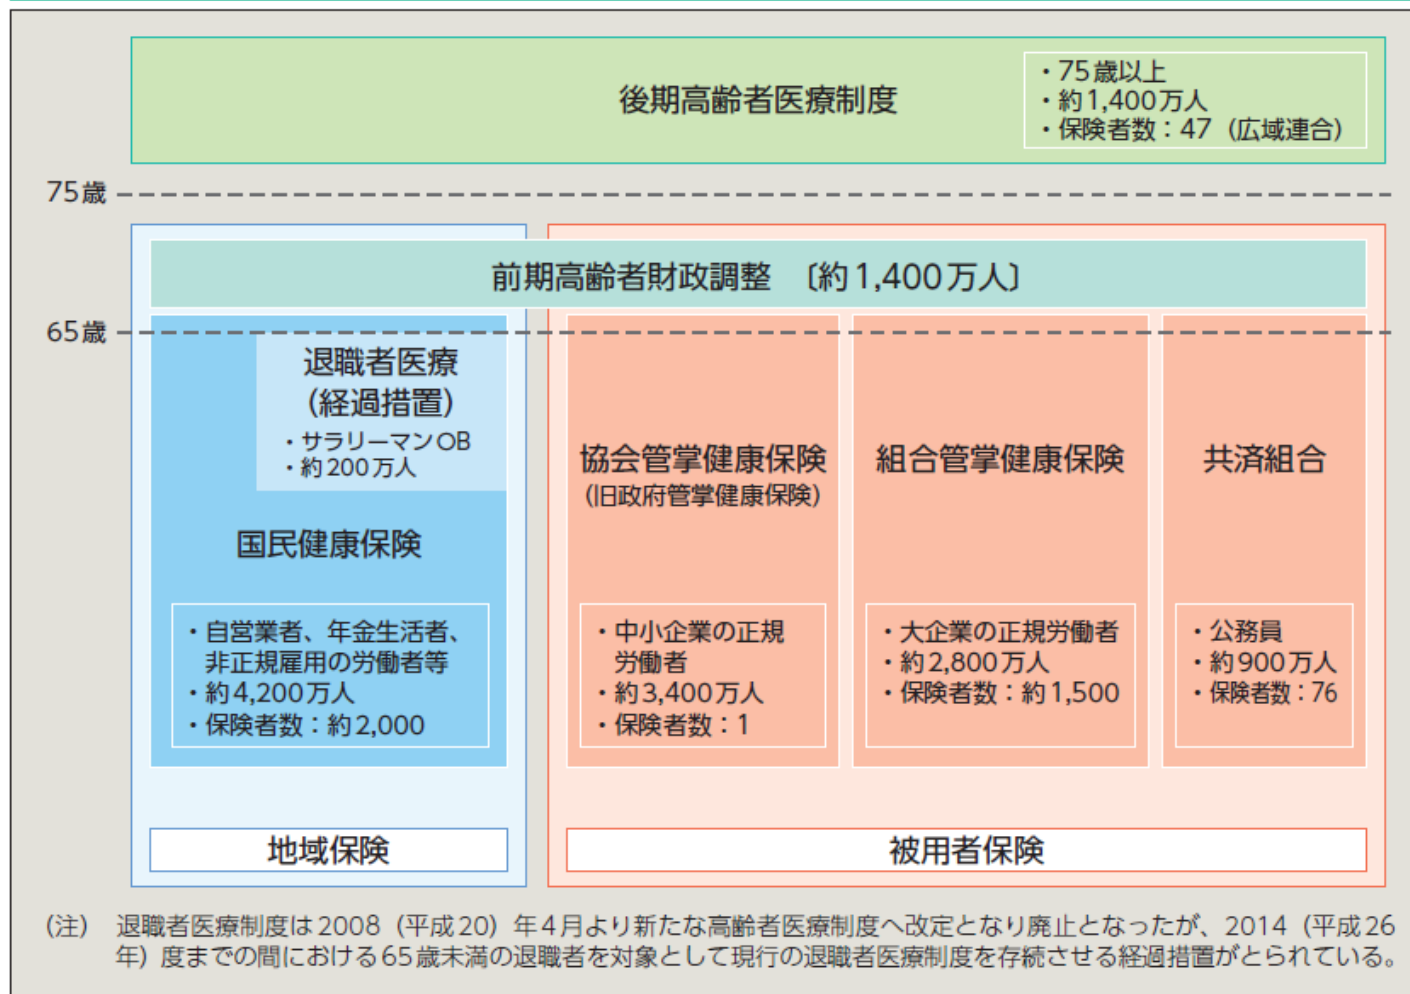 後期高齢者医療制度
・75歳以上
・約1,400万人
・保険者数：47（広域連合）
75歳
前期高齢者財政調整　〔約1,400万人〕
65歳
退職者医療
（経過措置）
・サラリーマンOB
・約200万人
国民健康保険
・自営業者、年金生活者、
非正規雇用の労働者等
・約4,200万人
・保険者数：約2,000
協会管掌健康保険
（旧政府管掌健康保険）
・中小企業の正規
労働者
・約3,400万人
・保険者数：1
組合管掌健康保険
・大企業の正規労働者
・約2,800万人
・保険者数：約1,500
共済組合
・公務員
・約900万人
・保険者数：76
地域保険
被用者保険
（注）　退職者医療制度は2008（平成20）年4月より新たな高齢者医療制度へ改定となり廃止となったが、2014（平成26
年）度までの間における65歳未満の退職者を対象として現行の退職者医療制度を存続させる経過措置がとられている。